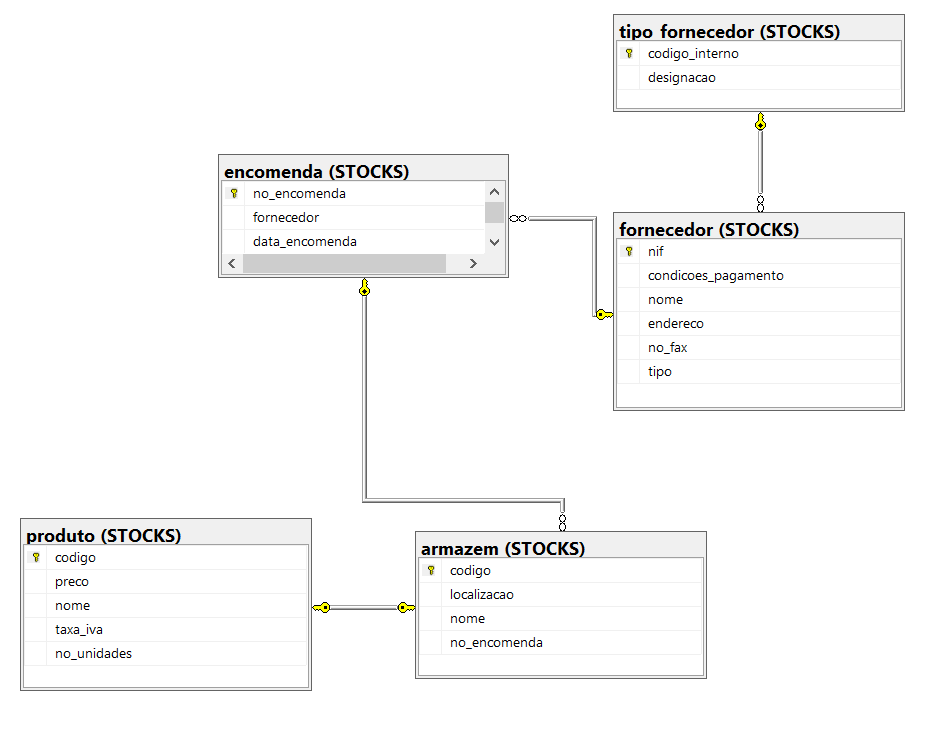 tipo_fornecedor (STOCKS)
codigo_interno
designacao
encomenda (STOCKS)
no_encomenda
fornecedor
data_encomenda
fornecedor (STOCKS)
nif
condicoes_pagamento
nome
endereco
no_fax
tipo
produto (STOCKS)
codigo
preco
nome
taxa_iva
no_unidades
armazem (STOCKS)
codigo
localizacao
nome
no_encomenda